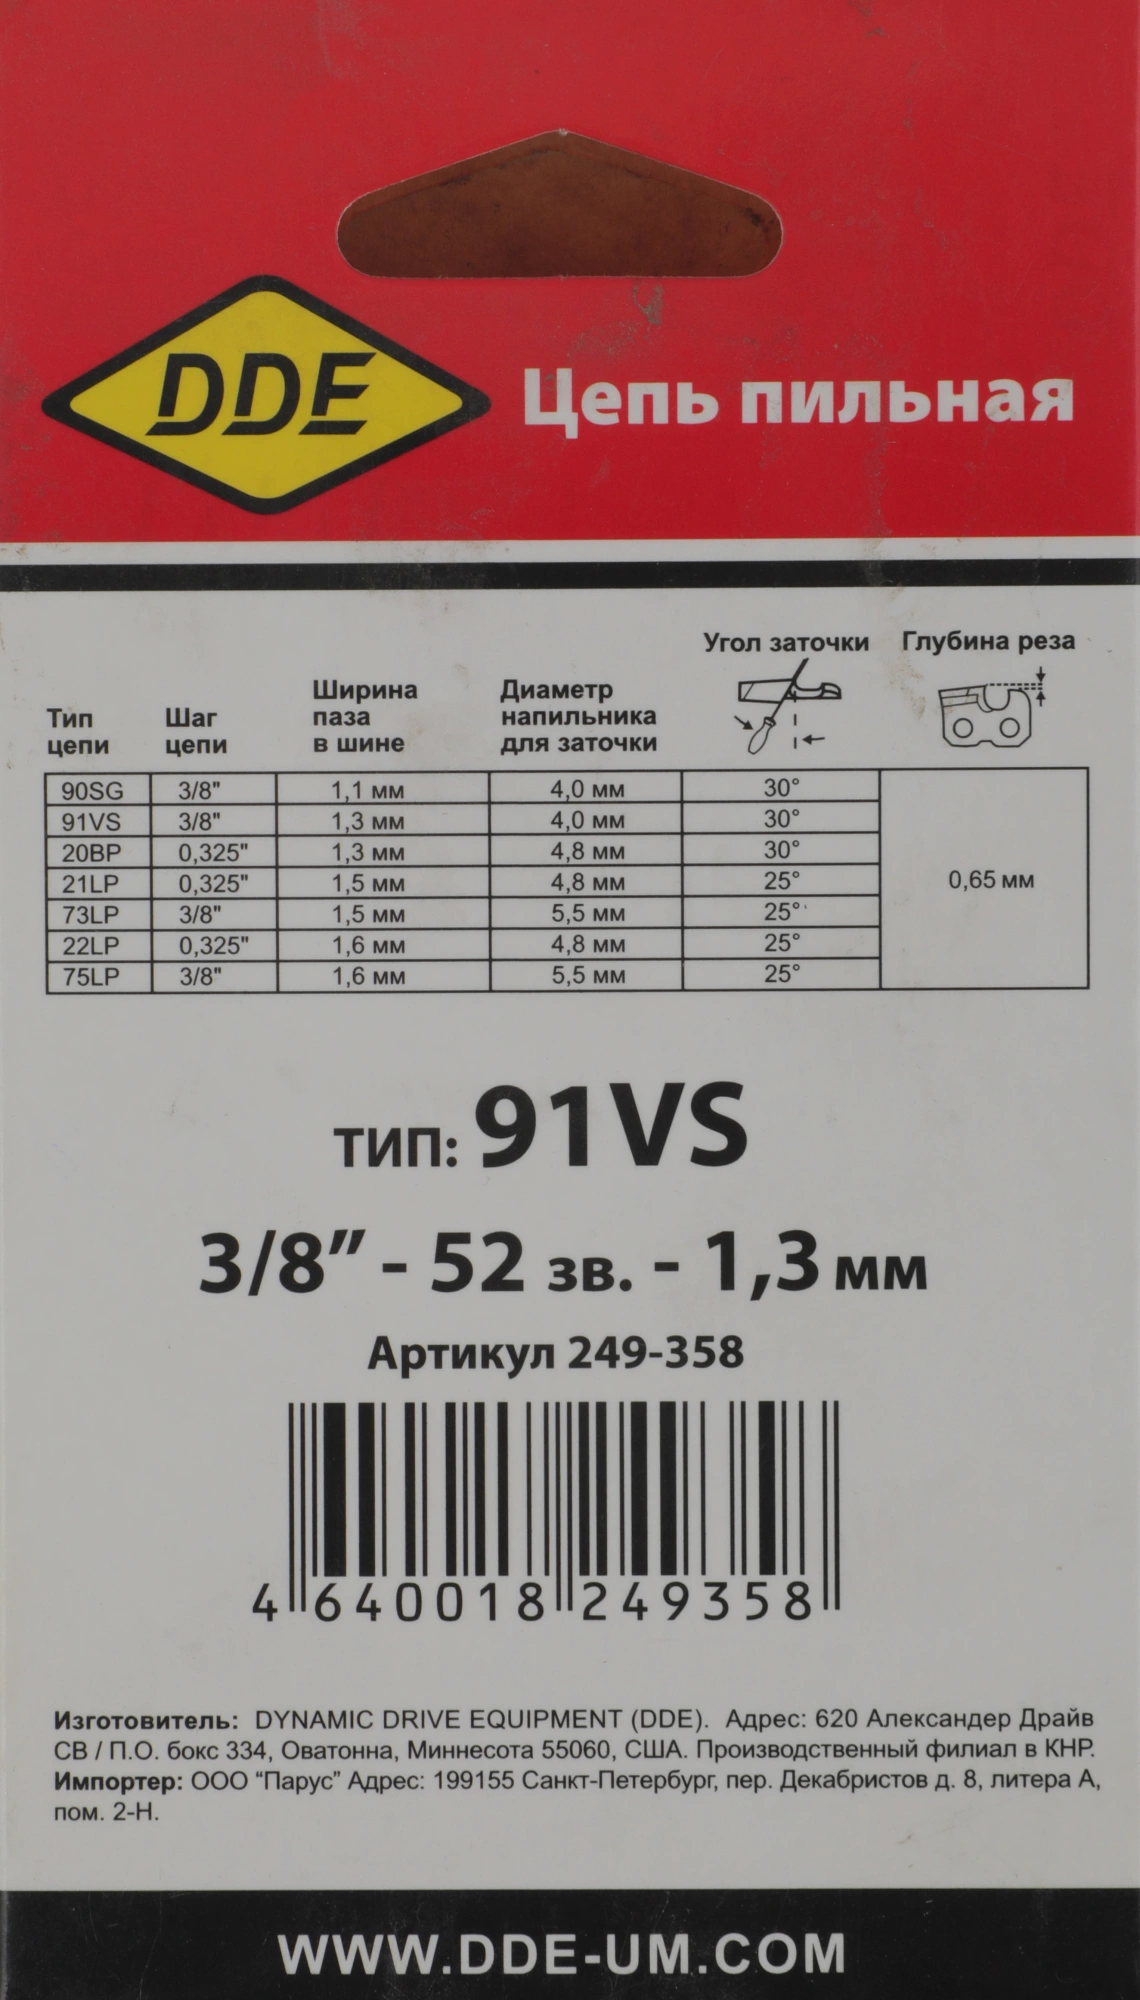 DDE
Цепь пильная
Угол заточки Глубина реза
Тип цепи Шаг цепи Ширина паза в шине Диаметр напильника для заточки
90SG 3/8" 1,1 мм 4,0 мм 30°
91VS 3/8" 1,3 мм 4,0 мм 30°
20BP 0,325" 1,3 мм 4,8 мм 30°
21LP 0,325" 1,5 мм 4,8 мм 25° 0,65 мм
73LP 3/8" 1,5 мм 5,5 мм 25°
22LP 0,325" 1,6 мм 4,8 мм 25°
75LP 3/8" 1,6 мм 5,5 мм 25°
тип: 91VS
3/8” - 52 зв. - 1,3 мм
Артикул 249-358
4 640018 249358
Изготовитель: DYNAMIC DRIVE EQUIPMENT (DDE). Адрес: 620 Александер Драйв
СВ / П.О. бокс 334, Оватонна, Миннесота 55060, США. Производственный филиал в КНР.
Импортер: ООО “Парус” Адрес: 199155 Санкт-Петербург, пер. Декабристов д. 8, литера А,
пом. 2-Н.
WWW.DDE-UM.COM